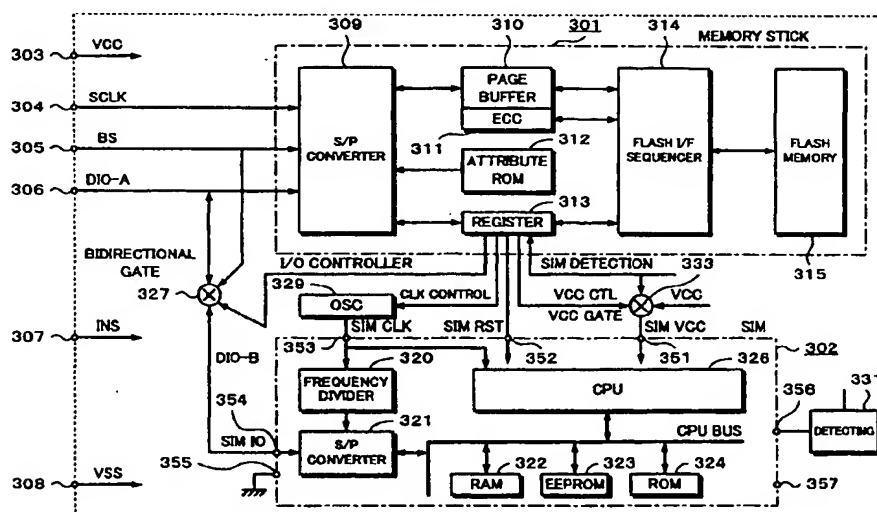 309 310 301 314 MEMORY STICK
303 VCC
304 SCLK
305 BS
306 DIO-A
S/P CONVERTER
PAGE BUFFER
ECC
311 312
ATTRIBUTE ROM
313
REGISTER
FLASH I/F SEQUENCER
FLASH MEMORY
315
BIDIRECTIONAL GATE
327
I/O CONTROLLER
329
OSC
CLK CONTROL
SIM DETECTION
333
VCC CTL
VCC GATE
VCC
307 INS
DIO-B
353 SIM CLK
SIM RST 352
SIM VCC 351
SIM
302
320
FREQUENCY DIVIDER
326
CPU
354
321
SIM IO
S/P CONVERTER
355
CPU BUS
356
DETECTING
308 VSS
322 323 324
RAM EEPROM ROM
357